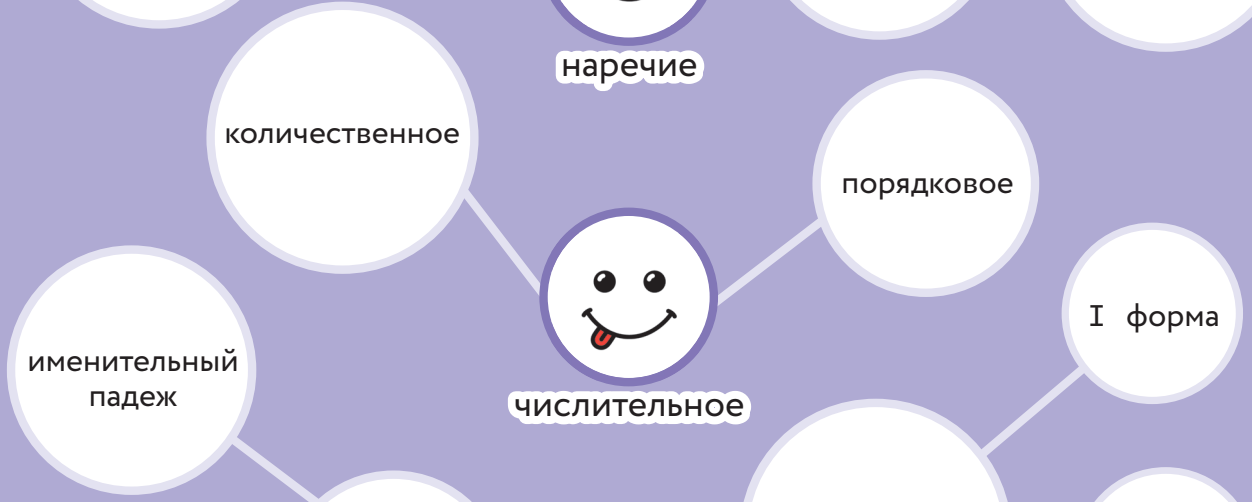 наречие
количественное
порядковое
I форма
именительный
падеж
числительное